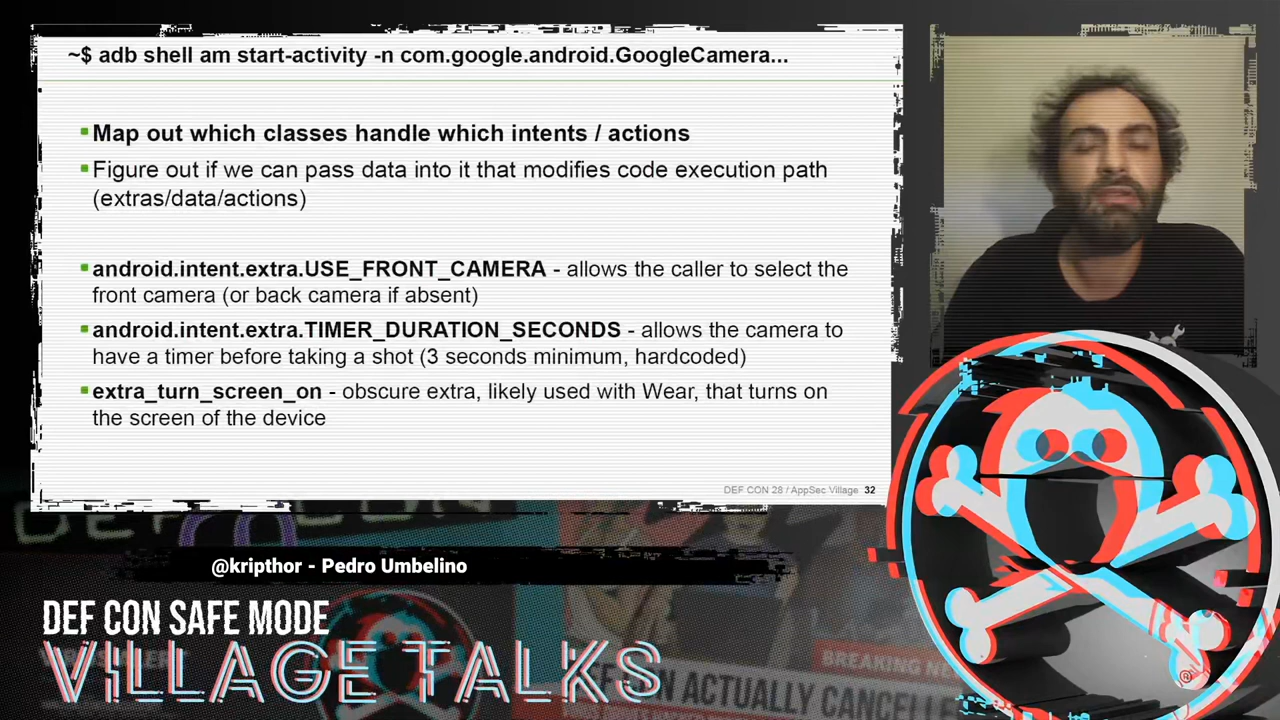 ~$ adb shell am start-activity -n com.google.android.GoogleCamera...
Map out which classes handle which intents / actions
Figure out if we can pass data into it that modifies code execution path
(extras/data/actions)
android.intent.extra.USE_FRONT_CAMERA - allows the caller to select the
front camera (or back camera if absent)
android.intent.extra.TIMER_DURATION_SECONDS - allows the camera to
have a timer before taking a shot (3 seconds minimum, hardcoded)
extra_turn_screen_on - obscure extra, likely used with Wear, that turns on
the screen of the device
DEF CON 28 / AppSec Village 32
DEF CON
@kripthor - Pedro Umbelino
DEF CON SAFE MODE
VILLAGE TALKS
BREAKING
CON ACTUALLY
®